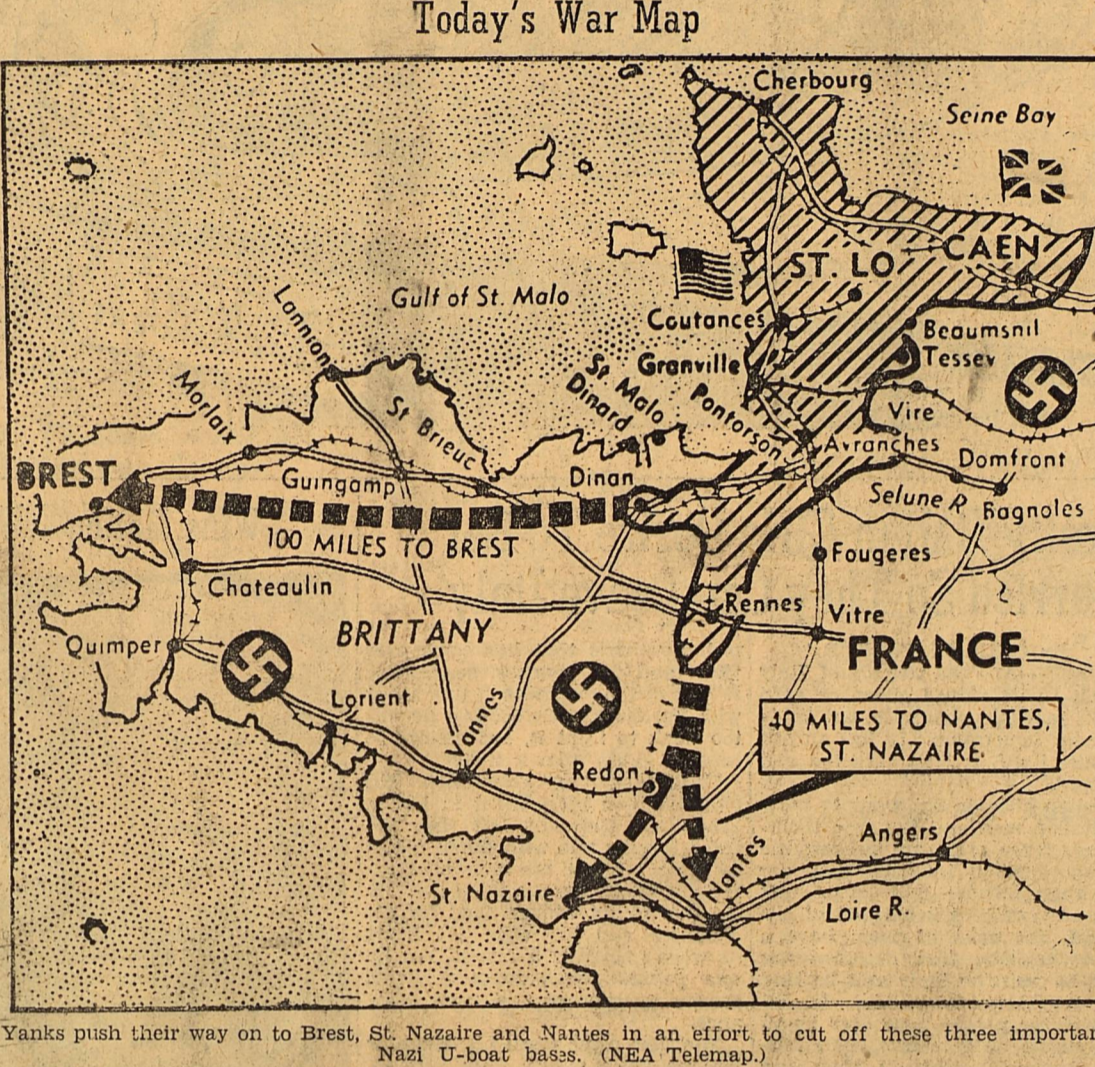 Today's War Map
Cherbourg
Seine Bay
CAEN
ST. LO
Gulf of St. Malo
Lannion
Coutances
Beaumsnil
Tessey
Granville
St Malo
Dinard
Pontorson
Morlaix
St Brieuc
Vire
Avranches
Domfront
BREST
Guingamp
Dinan
Selune R.
Bagnoles
100 MILES TO BREST
Fougeres
Chateaulin
Rennes
Vitre
BRITTANY
Quimper
FRANCE
Lorient
Vannes
40 MILES TO NANTES,
ST. NAZAIRE
Redon
Angers
Nantes
St. Nazaire
Loire R.
Yanks push their way on to Brest, St. Nazaire and Nantes in an effort to cut off these three importan
Nazi U-boat bases. (NEA Telemap.)